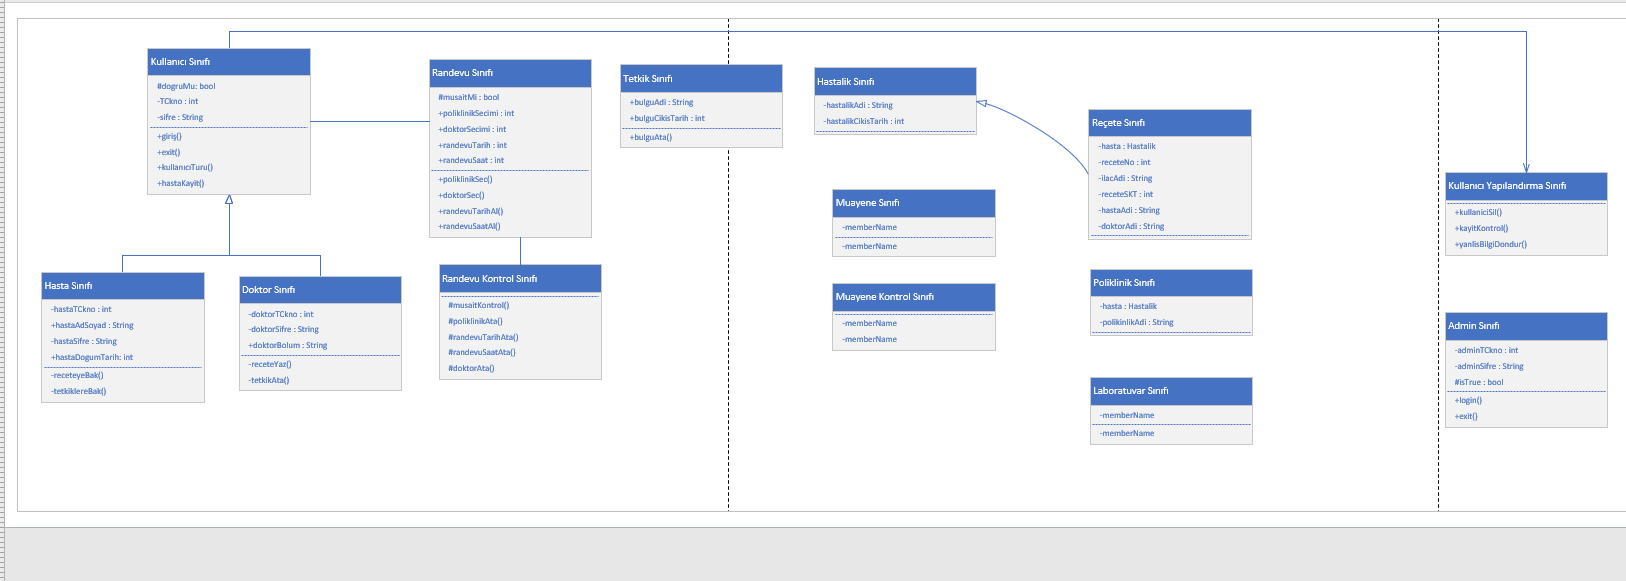 Kullanıcı Sınıfı
#dogruMu: bool
-TCkno : int
-sifre : String
+giriş()
+exit()
+kullanıcıTuru()
+hastaKayit()
Randevu Sınıfı
#musaitMi : bool
+poliklinikSecimi : int
+doktorSecimi : int
+randevuTarih : int
+randevuSaat : int
+poliklinikSec()
+doktorSec()
+randevuTarihAl()
+randevuSaatAl()
Tetkik Sınıfı
+bulguAdi : String
+bulguCikisTarih : int
+bulguAta()
Hastalik Sınıfı
-hastalikAdi : String
-hastalikCikisTarih : int
Reçete Sınıfı
-hasta : Hastalik
-receteNo : int
-ilacAdi : String
-receteSKT : int
-hastaAdi : String
-doktorAdi : String
Kullanıcı Yapılandırma Sınıfı
+kullaniciSil()
+kayitKontrol()
+yanlisBilgiDondur()
Muayene Sınıfı
-memberName
-memberName
Hasta Sınıfı
-hastaTCkno : int
+hastaAdSoyad : String
-hastaSifre : String
+hastaDogumTarih: int
-receteyeBak()
-tetkiklereBak()
Doktor Sınıfı
-doktorTCkno : int
-doktorSifre : String
+doktorBolum : String
-receteYaz()
-tetkikAta()
Randevu Kontrol Sınıfı
#musaitKontrol()
#poliklinikAta()
#randevuTarihAta()
#randevuSaatAta()
#doktorAta()
Muayene Kontrol Sınıfı
-memberName
-memberName
Poliklinik Sınıfı
-hasta : Hastalik
-polikinlikAdi : String
Laboratuvar Sınıfı
-memberName
-memberName
Admin Sınıfı
-adminTCkno : int
-adminSifre : String
#isTrue : bool
+login()
+exit()